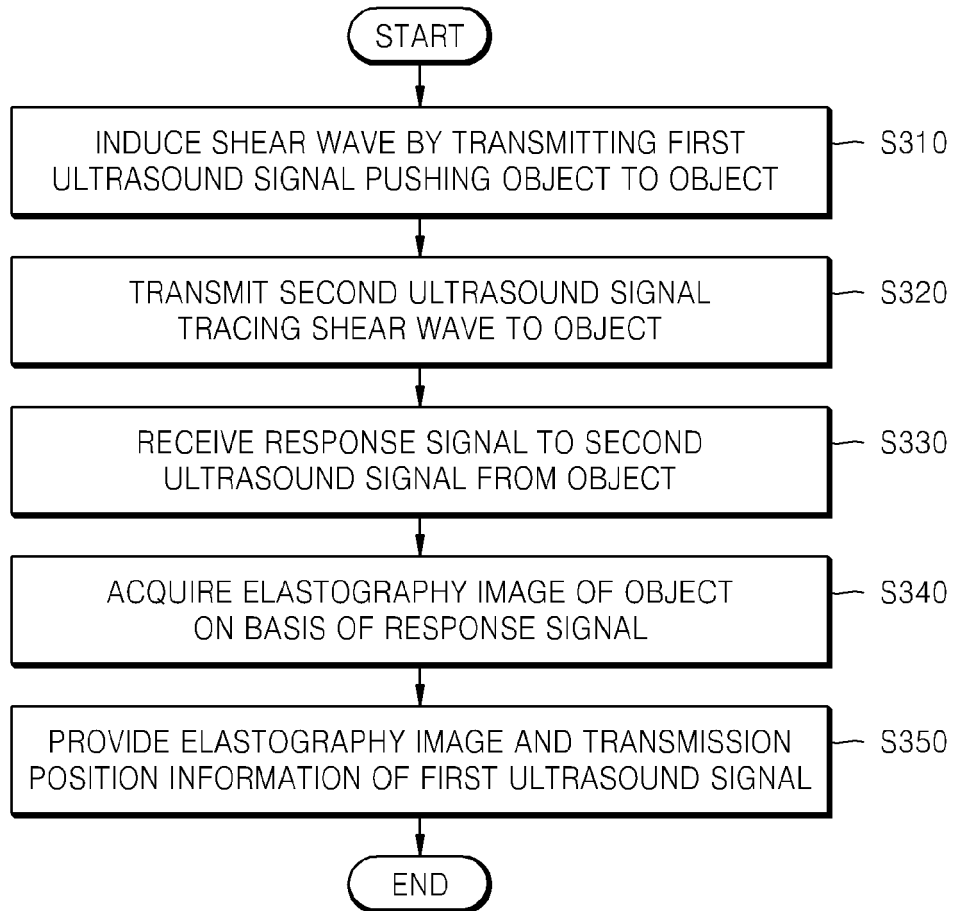 START
INDUCE SHEAR WAVE BY TRANSMITTING FIRST
ULTRASOUND SIGNAL PUSHING OBJECT TO OBJECT
S310
TRANSMIT SECOND ULTRASOUND SIGNAL
TRACING SHEAR WAVE TO OBJECT
S320
RECEIVE RESPONSE SIGNAL TO SECOND
ULTRASOUND SIGNAL FROM OBJECT
S330
ACQUIRE ELASTOGRAPHY IMAGE OF OBJECT
ON BASIS OF RESPONSE SIGNAL
S340
PROVIDE ELASTOGRAPHY IMAGE AND TRANSMISSION
POSITION INFORMATION OF FIRST ULTRASOUND SIGNAL
S350
END